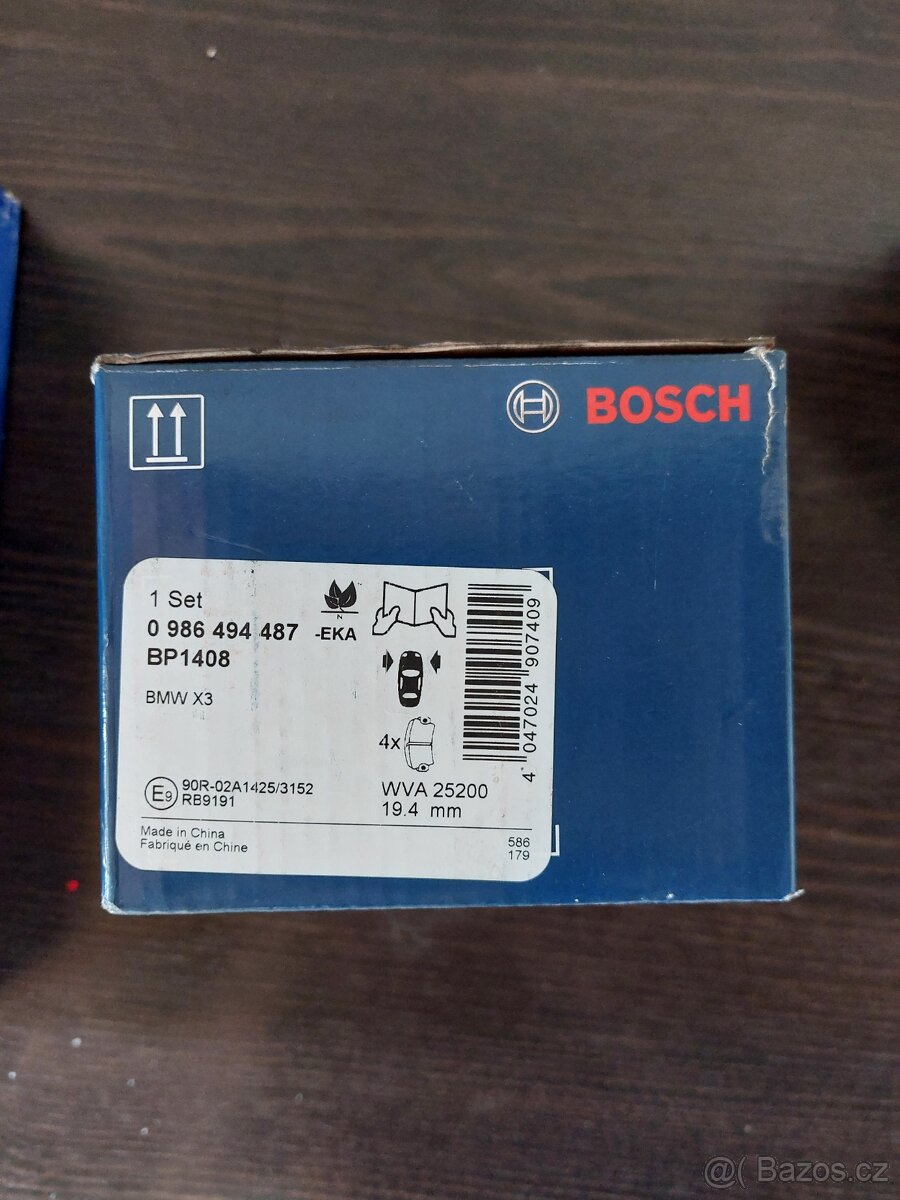 BOSCH
1 Set
0 986 494 487 -EKA
BP1408
BMW X3
N
4x
4 047024 907409
E9 90R-02A1425/3152
RB9191
WVA 25200
19.4 mm
Made in China
Fabriqué en Chine
586
179
@( Bazos.cz